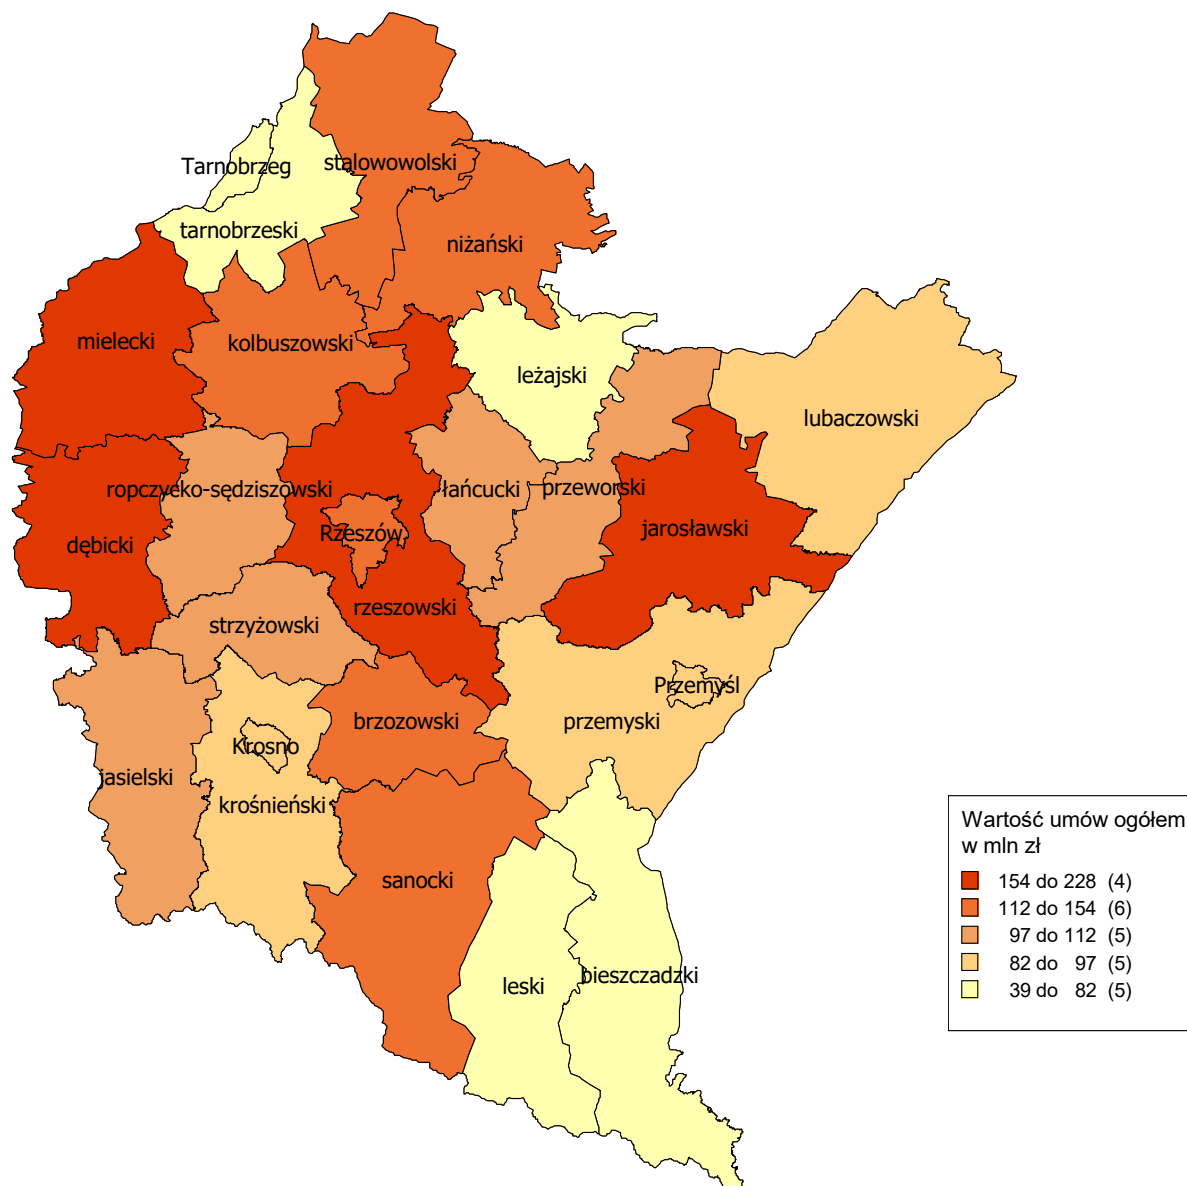 Tarnobrzeg
stalowowolski
tarnobrzeski
niżański
mielecki
kolbuszowski
leżajski
lubaczowski
ropczycko-sędziszowski
łańcucki
przeworski
Rzeszów
jarosławski
dębicki
rzeszowski
strzyżowski
Przemyśl
brzozowski
przemyski
Krosno
jasielski
krośnieński
sanocki
leski
bieszczadzki
Wartość umów ogółem
w mln zł
154 do 228 (4)
112 do 154 (6)
97 do 112 (5)
82 do 97 (5)
39 do 82 (5)